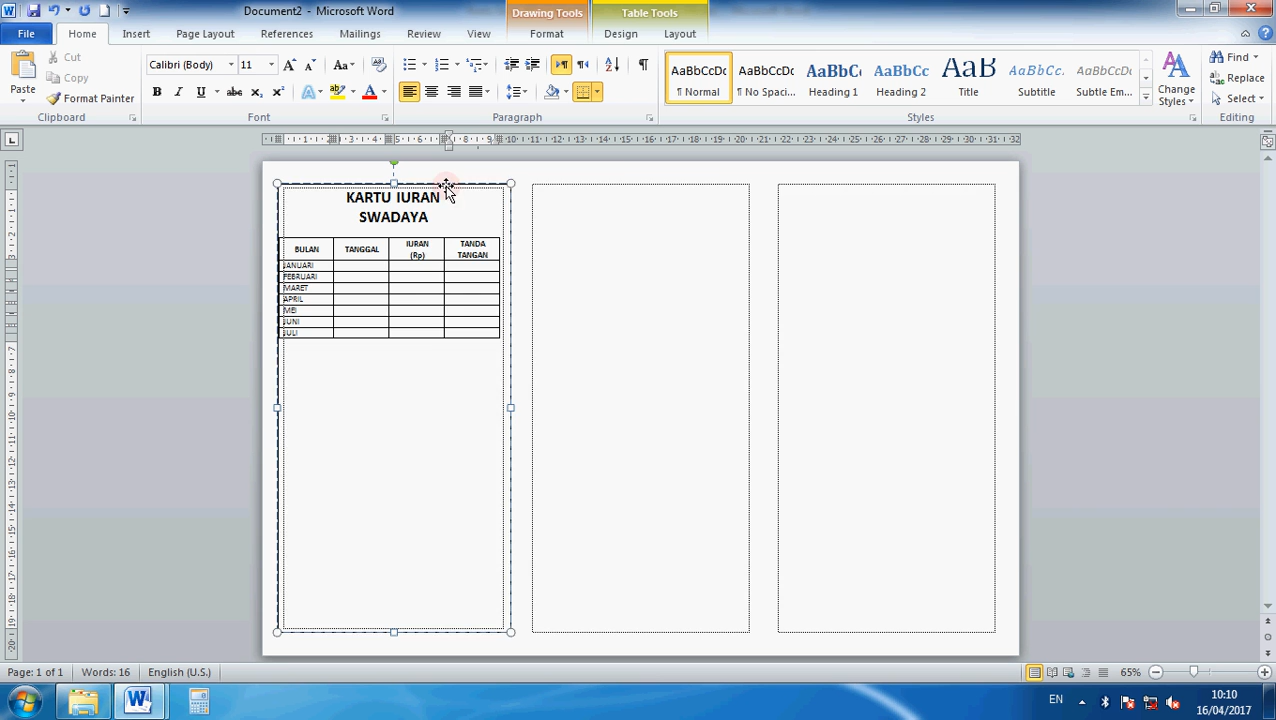 Document2 - Microsoft Word
Drawing Tools
Table Tools
File
Home
Insert
Page Layout
References
Mailings
Review
View
Format
Design
Layout
Paste
Cut
Copy
Format Painter
Clipboard
Calibri (Body)
11
Font
Paragraph
AaBbCcDc
¶ Normal
AaBbCcDc
¶ No Spaci...
AaBbC
Heading 1
AaBbCc
Heading 2
AaB
Title
AaBbCc.
Subtitle
AaBbCcDc
Subtle Em...
Change
Styles
Styles
Find
Replace
Select
Editing
KARTU IURAN
SWADAYA
BULAN TANGGAL IURAN (Rp) TANDA TANGAN
JANUARI
FEBRUARI
MARET
APRIL
MEI
JUNI
JULI
Page: 1 of 1
Words: 16
English (U.S.)
65%
EN
10:10
16/04/2017